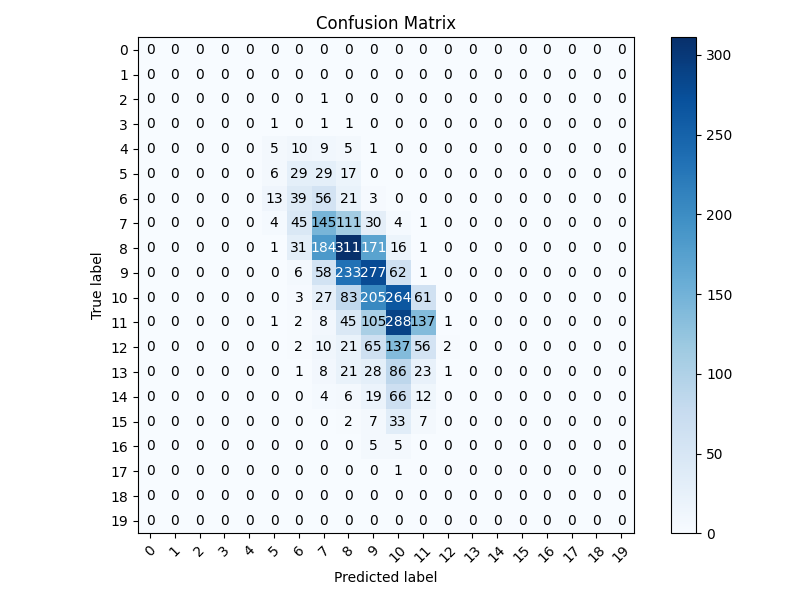 Confusion Matrix
0 0 0 0 0 0 0 0 0 0 0 0 0 0 0 0 0 0 0 0 0
1 0 0 0 0 0 0 0 0 0 0 0 0 0 0 0 0 0 0 0 0
2 0 0 0 0 0 0 0 1 0 0 0 0 0 0 0 0 0 0 0 0
3 0 0 0 0 0 1 0 1 1 0 0 0 0 0 0 0 0 0 0 0
4 0 0 0 0 0 5 10 9 5 1 0 0 0 0 0 0 0 0 0 0
5 0 0 0 0 0 6 29 29 17 0 0 0 0 0 0 0 0 0 0 0
6 0 0 0 0 0 13 39 56 21 3 0 0 0 0 0 0 0 0 0 0
7 0 0 0 0 0 4 45 145 111 30 4 1 0 0 0 0 0 0 0 0
8 0 0 0 0 0 1 31 184 311 171 16 1 0 0 0 0 0 0 0 0
9 0 0 0 0 0 0 6 58 233 277 62 1 0 0 0 0 0 0 0 0
10 0 0 0 0 0 0 3 27 83 205 264 61 0 0 0 0 0 0 0 0
11 0 0 0 0 0 1 2 8 45 105 288 137 1 0 0 0 0 0 0 0
12 0 0 0 0 0 0 2 10 21 65 137 56 2 0 0 0 0 0 0 0
13 0 0 0 0 0 0 1 8 21 28 86 23 1 0 0 0 0 0 0 0
14 0 0 0 0 0 0 0 4 6 19 66 12 0 0 0 0 0 0 0 0
15 0 0 0 0 0 0 0 0 2 7 33 7 0 0 0 0 0 0 0 0
16 0 0 0 0 0 0 0 0 0 5 5 0 0 0 0 0 0 0 0 0
17 0 0 0 0 0 0 0 0 0 0 1 0 0 0 0 0 0 0 0 0
18 0 0 0 0 0 0 0 0 0 0 0 0 0 0 0 0 0 0 0 0
19 0 0 0 0 0 0 0 0 0 0 0 0 0 0 0 0 0 0 0 0
0 1 2 3 4 5 6 7 8 9 10 11 12 13 14 15 16 17 18 19
Predicted label
True label
300
250
200
150
100
50
0